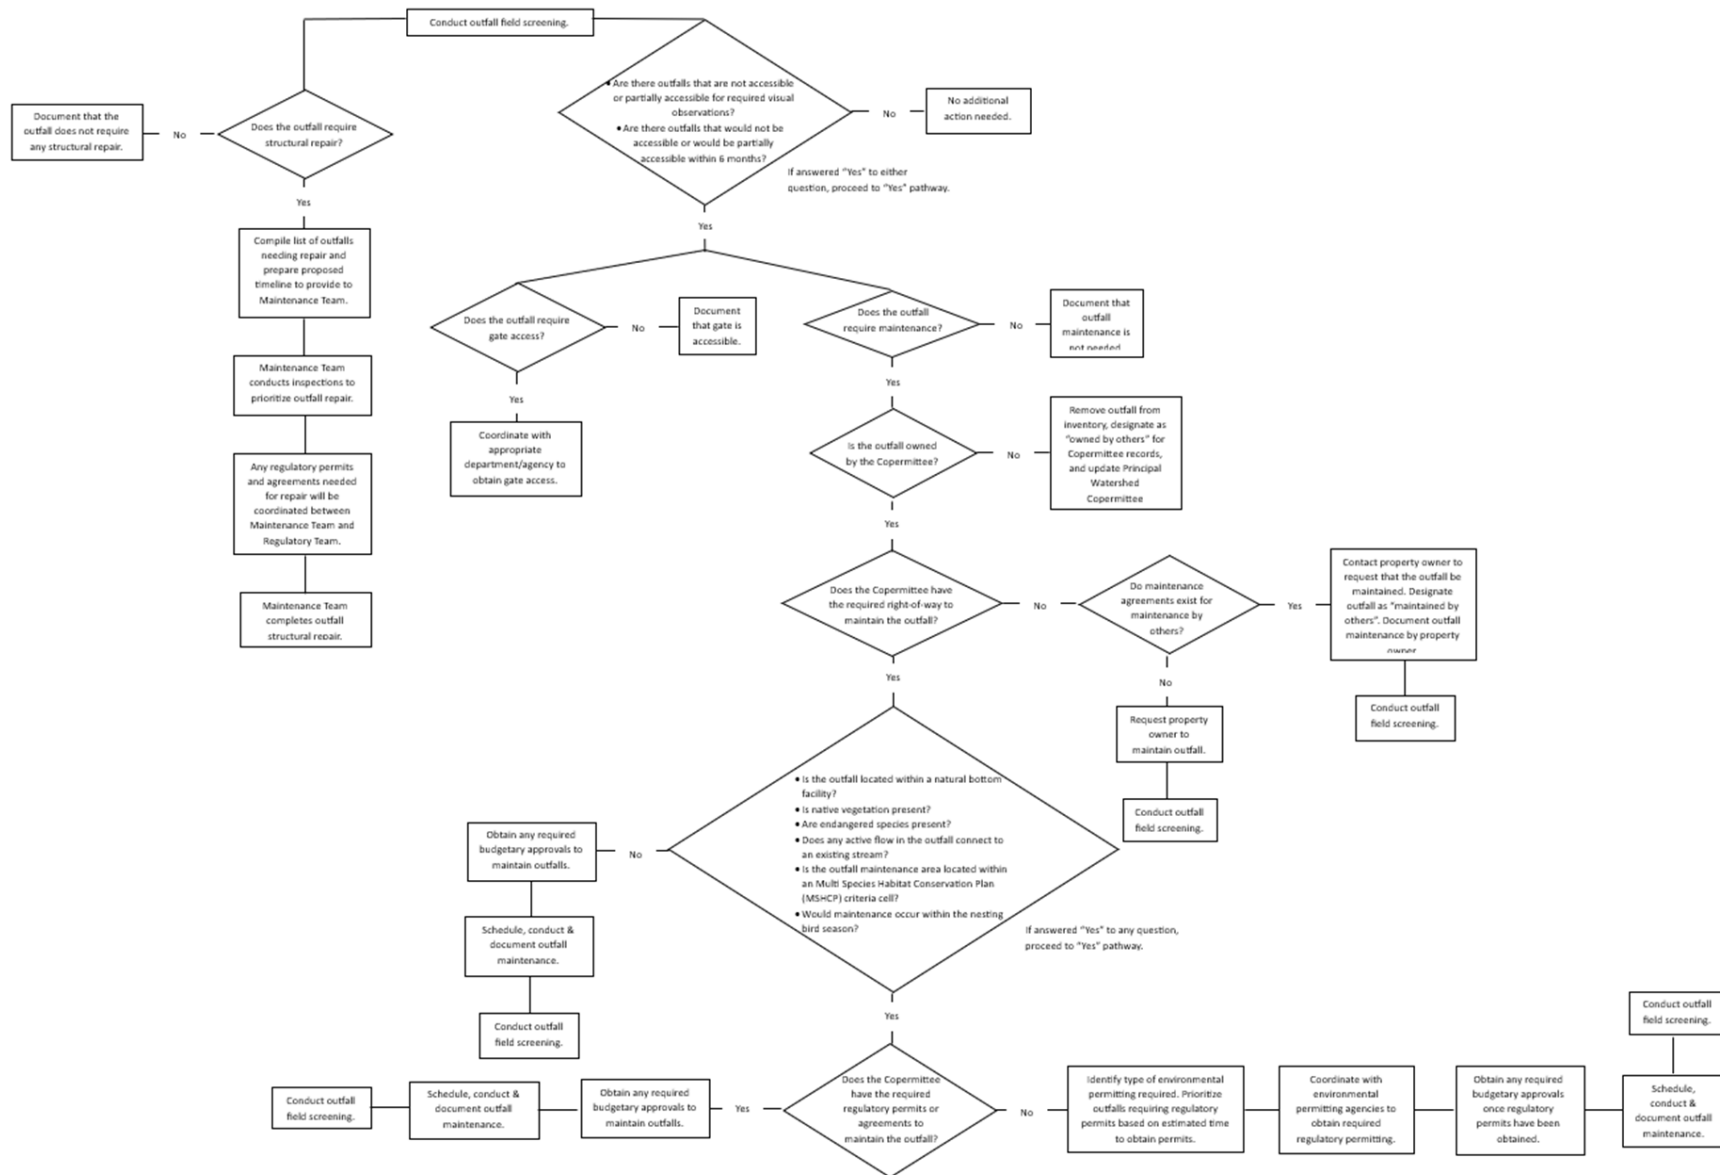 Conduct outfall field screening.
Document that the
outfall does not require
any structural repair.
No
Does the outfall require
structural repair?
Yes
Compile list of outfalls
needing repair and
prepare proposed
timeline to provide to
Maintenance Team.
Maintenance Team
conducts inspections to
prioritize outfall repair.
Any regulatory permits
and agreements needed
for repair will be
coordinated between
Maintenance Team and
Regulatory Team.
Maintenance Team
completes outfall
structural repair.
• Are there outfalls that are not accessible
or partially accessible for required visual
observations?
• Are there outfalls that would not be
accessible or would be partially
accessible within 6 months?
No
No additional
action needed.
If answered “Yes” to either
question, proceed to “Yes” pathway.
Yes
Does the outfall require
gate access?
No
Document
that gate is
accessible.
Yes
Coordinate with
appropriate
department/agency to
obtain gate access.
Does the outfall
require maintenance?
No
Document that
outfall
maintenance is
not needed
Yes
Is the outfall owned
by the Copermittee?
No
Remove outfall from
inventory, designate as
“owned by others” for
Copermittee records,
and update Principal
Watershed
Copermittee
Yes
Does the Copermittee have
the required right-of-way to
maintain the outfall?
No
Do maintenance
agreements exist for
maintenance by
others?
Yes
Contact property owner to
request that the outfall be
maintained. Designate
outfall as “maintained by
others”. Document outfall
maintenance by property
owner
Conduct outfall
field screening.
No
Request property
owner to
maintain outfall.
Conduct outfall
field screening.
Yes
• Is the outfall located within a natural bottom
facility?
• Is native vegetation present?
• Are endangered species present?
• Does any active flow in the outfall connect to
an existing stream?
• Is the outfall maintenance area located within
an Multi Species Habitat Conservation Plan
(MSHCP) criteria cell?
• Would maintenance occur within the nesting
bird season?
If answered “Yes” to any question,
proceed to “Yes” pathway.
No
Obtain any required
budgetary approvals to
maintain outfalls.
Schedule, conduct &
document outfall
maintenance.
Conduct outfall
field screening.
Yes
Does the Copermittee
have the required
regulatory permits or
agreements to
maintain the outfall?
Yes
Obtain any required
budgetary approvals to
maintain outfalls.
Schedule, conduct &
document outfall
maintenance.
Conduct outfall
field screening.
No
Identify type of environmental
permitting required. Prioritize
outfalls requiring regulatory
permits based on estimated time
to obtain permits.
Coordinate with
environmental
permitting agencies to
obtain required
regulatory permitting.
Obtain any required
budgetary approvals
once regulatory
permits have been
obtained.
Schedule,
conduct &
document outfall
maintenance.
Conduct outfall
field screening.